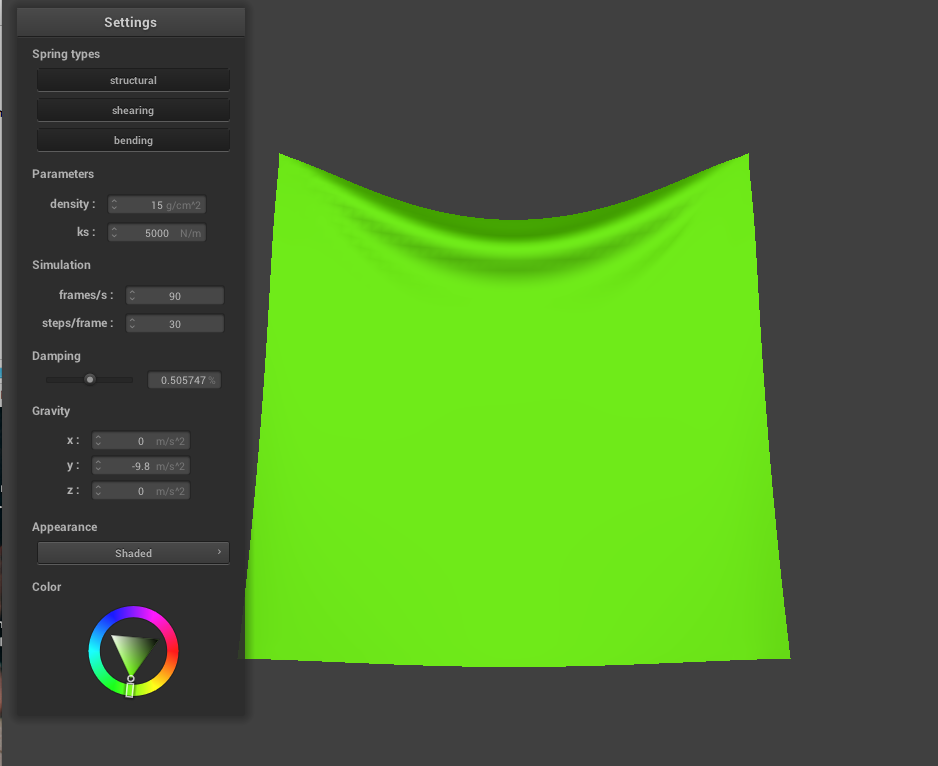 Settings
Spring types
structural
shearing
bending
Parameters
density : 15 g/cm^2
ks : 5000 N/m
Simulation
frames/s : 90
steps/frame : 30
Damping
0.505747 %
Gravity
x : 0 m/s^2
y : -9.8 m/s^2
z : 0 m/s^2
Appearance
Shaded
Color